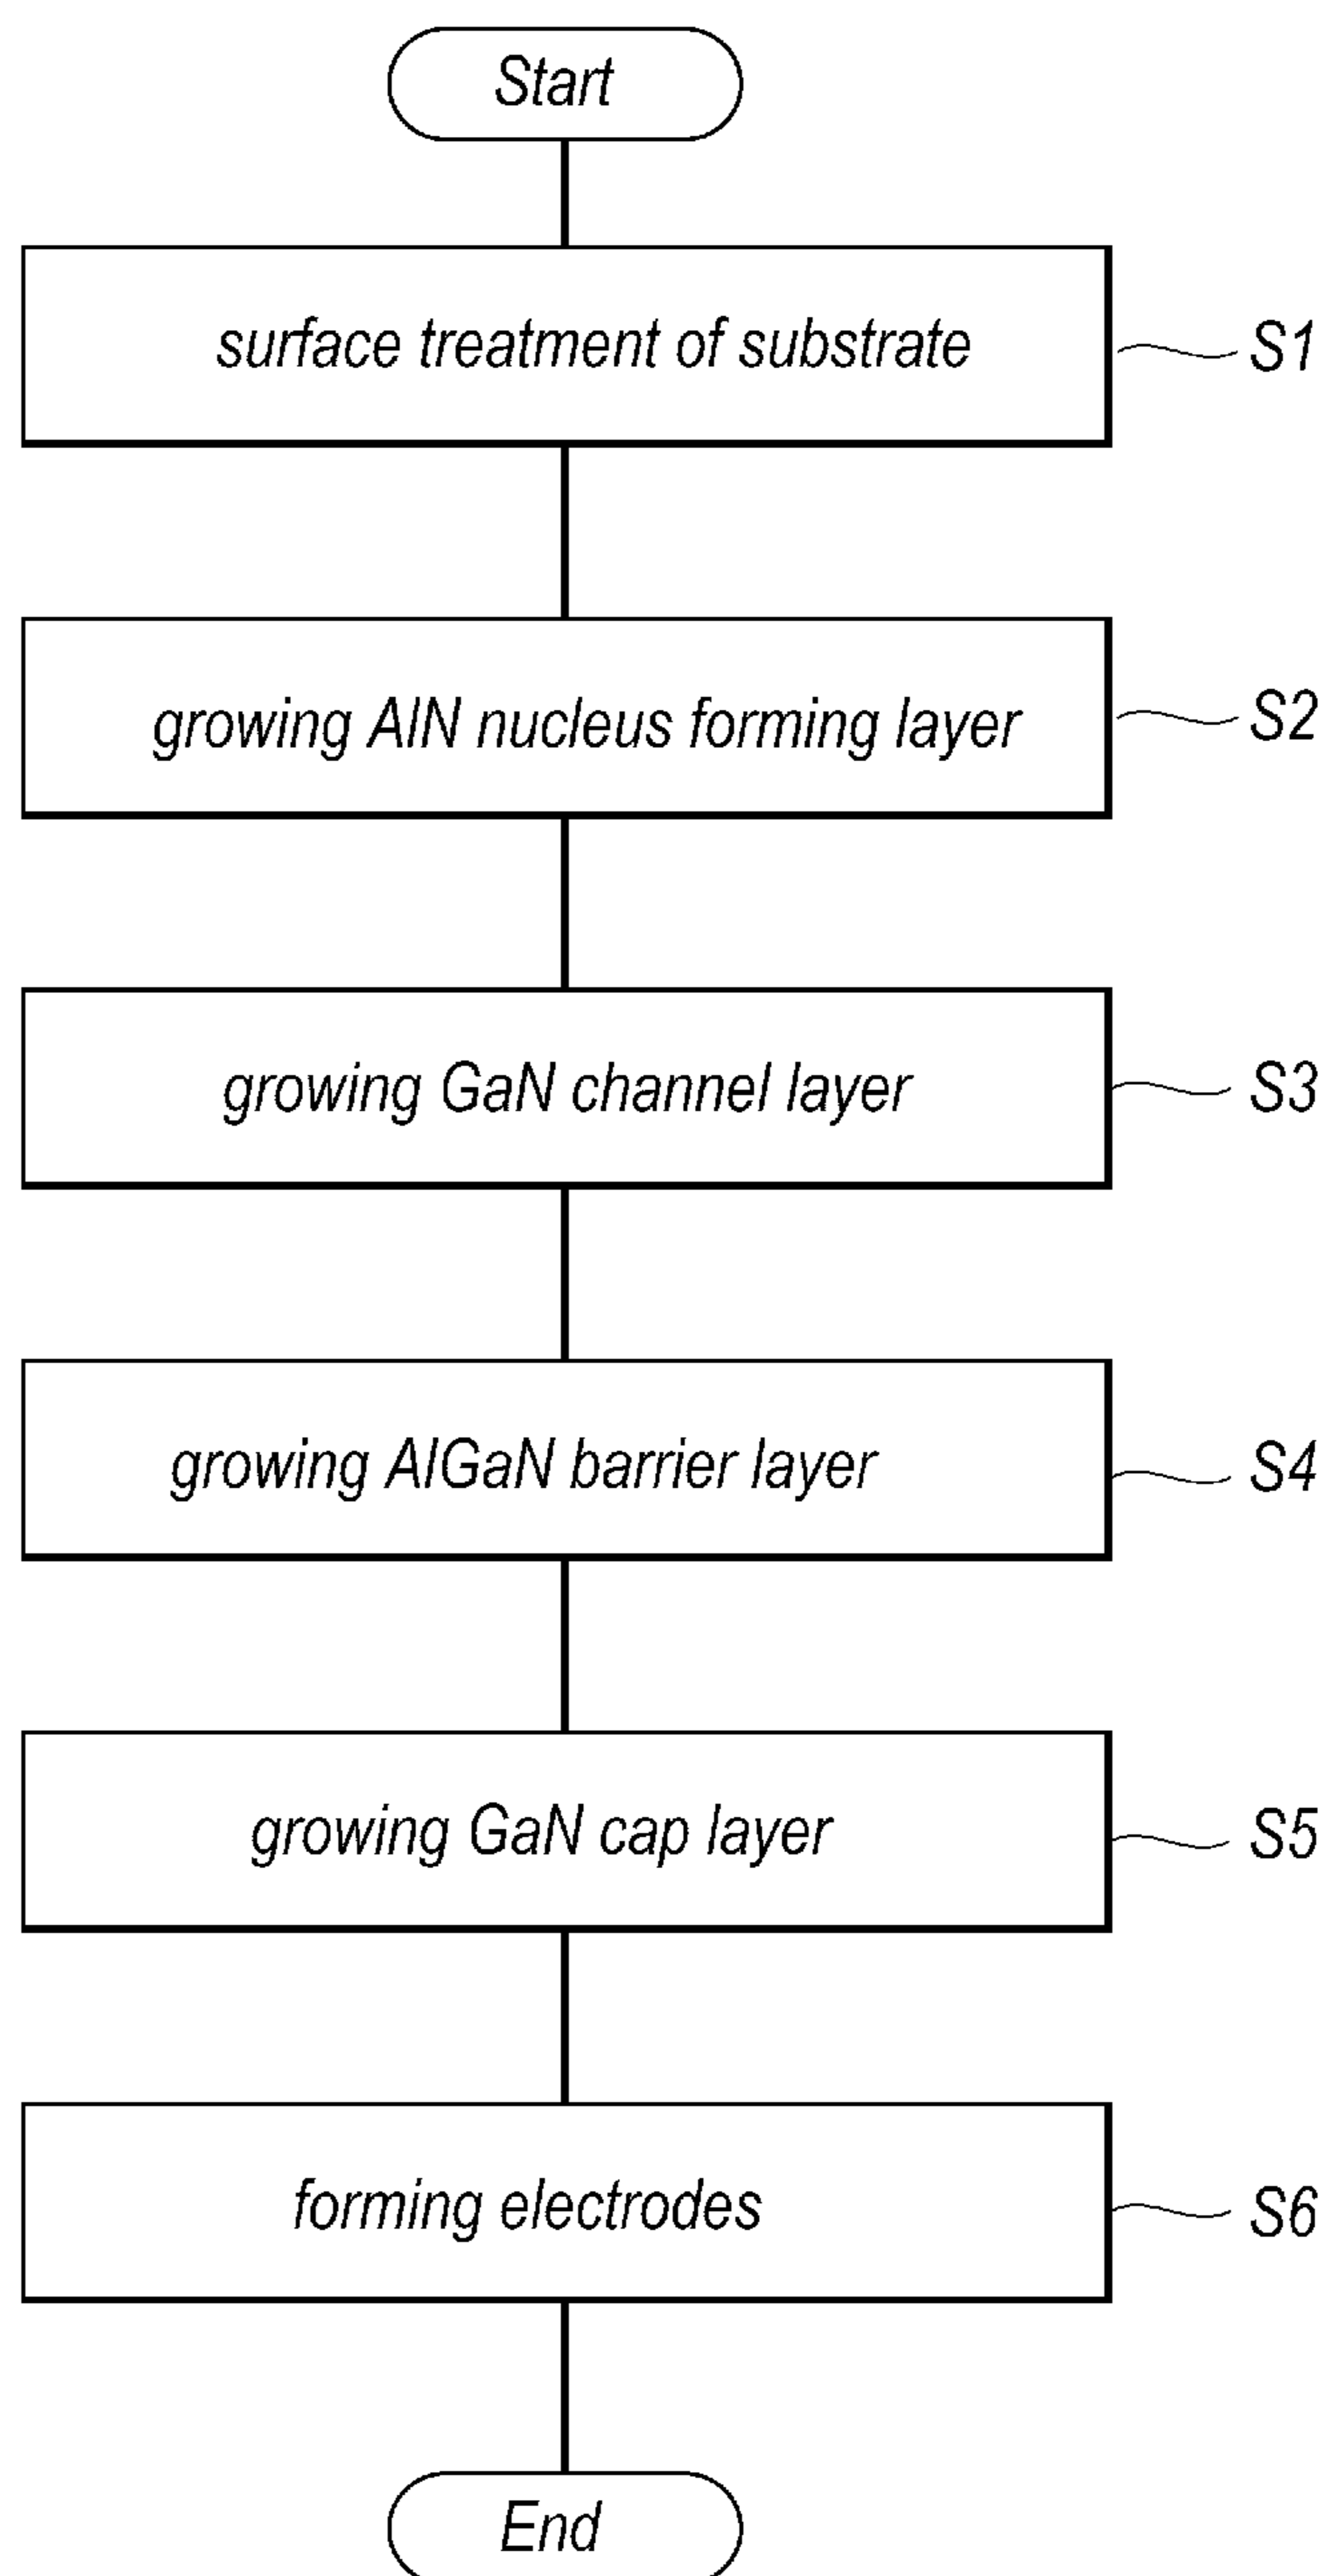 Start
surface treatment of substrate S1
growing AlN nucleus forming layer S2
growing GaN channel layer S3
growing AlGaN barrier layer S4
growing GaN cap layer S5
forming electrodes S6
End